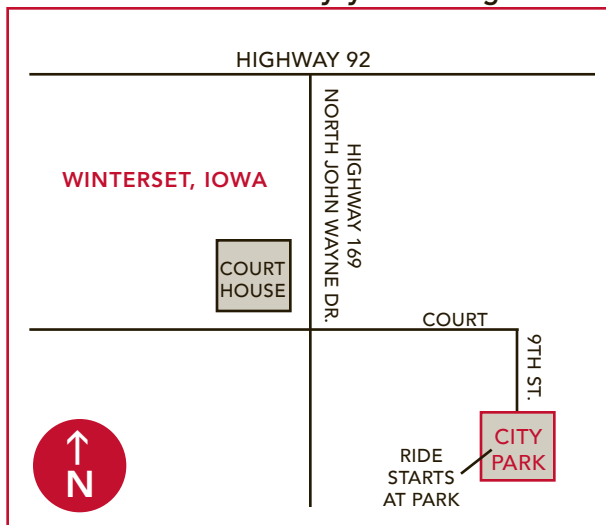 HIGHWAY 92
HIGHWAY 169
NORTH JOHN WAYNE DR.
WINTERSET, IOWA
COURT
HOUSE
COURT
9TH ST.
CITY
PARK
RIDE
STARTS
AT PARK
N